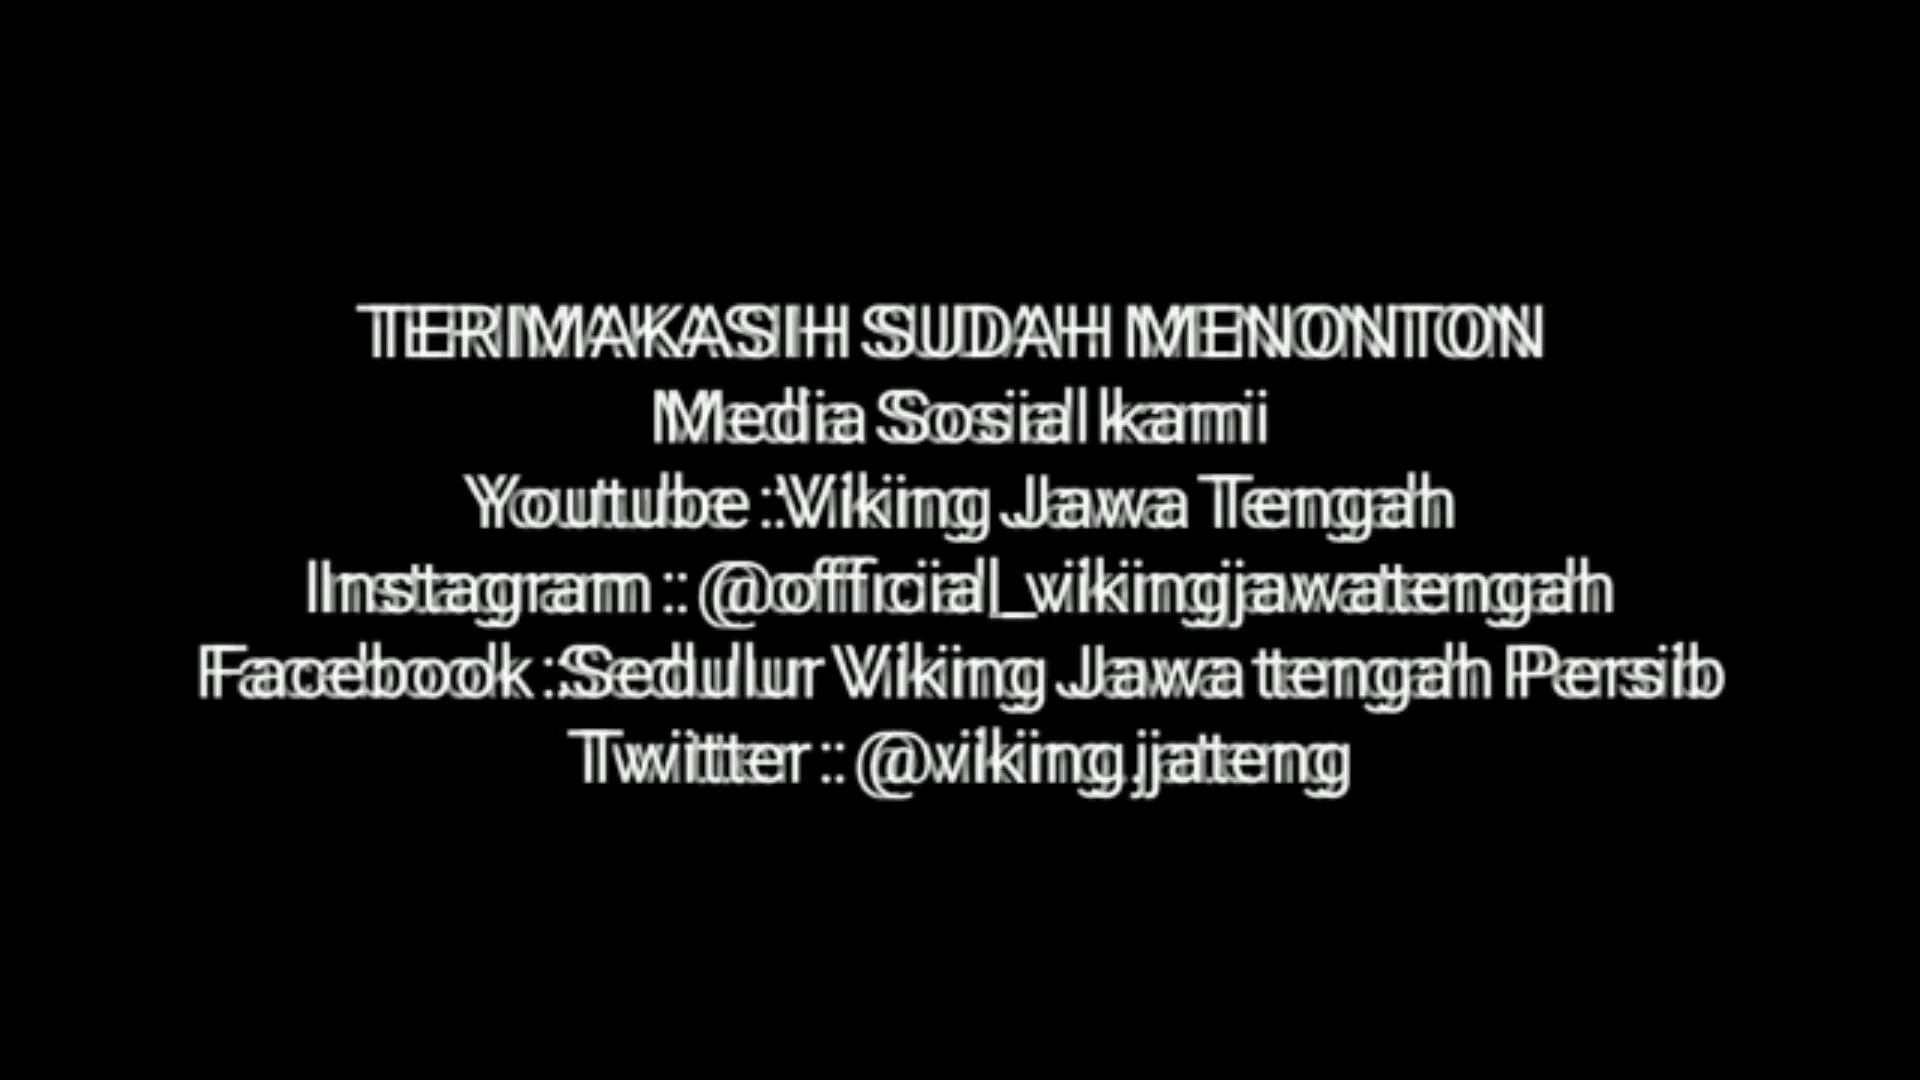 TERIMAKASIH SUDAH MENONTON
Media Sosial kami
Youtube :Viking Jawa Tengah
Instagram : @official_vikingjawatengah
Facebook :Sedulur Viking Jawa tengah Persib
Twitter : @viking.jateng